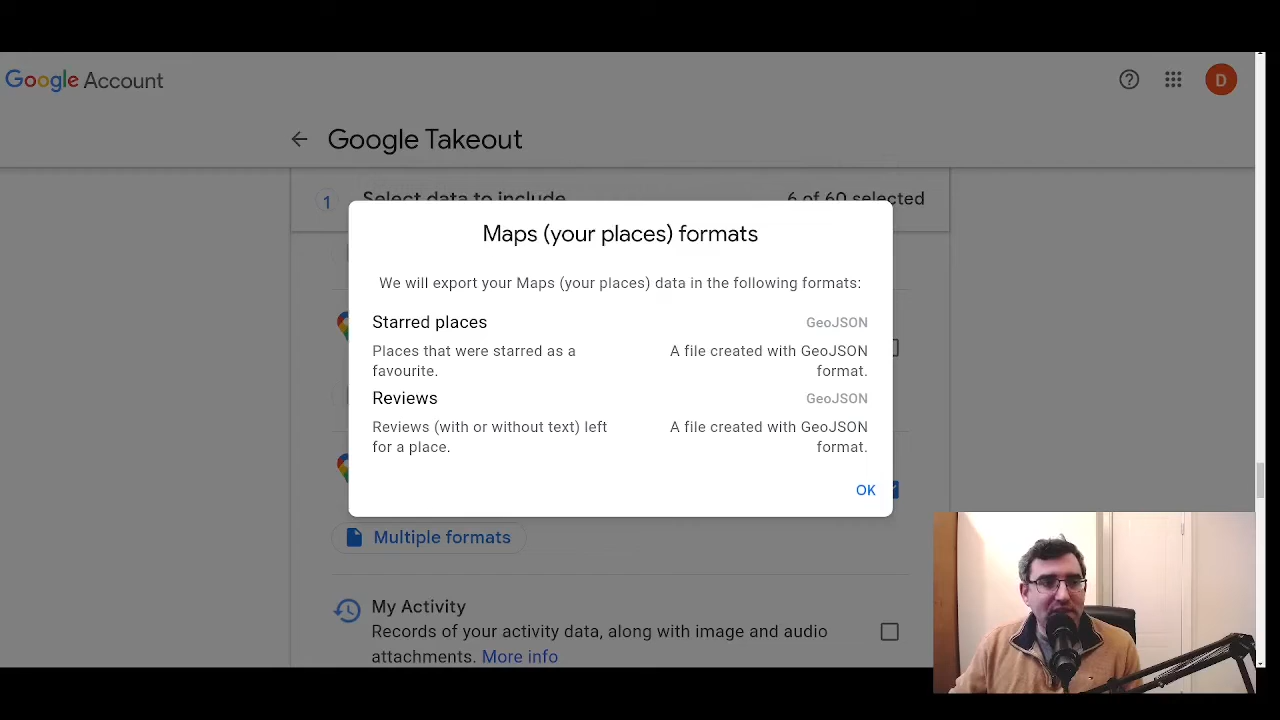 Google Account
D
Google Takeout
1 Select data to include 6 of 60 selected
Maps (your places) formats
We will export your Maps (your places) data in the following formats:
Starred places GeoJSON
Places that were starred as a A file created with GeoJSON
favourite. format.
Reviews GeoJSON
Reviews (with or without text) left A file created with GeoJSON
for a place. format.
OK
Multiple formats
My Activity
Records of your activity data, along with image and audio
attachments. More info